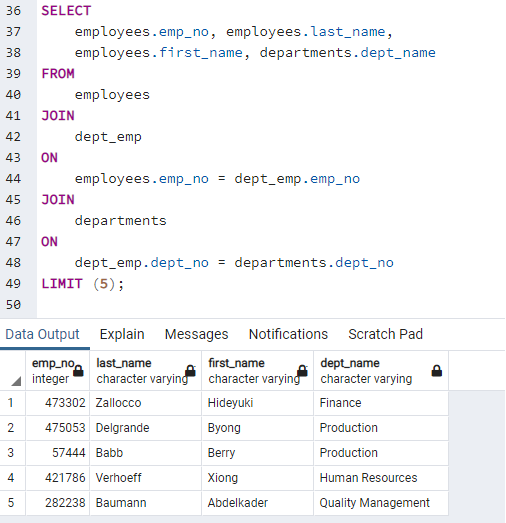 36 SELECT
37 employees.emp_no, employees.last_name,
38 employees.first_name, departments.dept_name
39 FROM
40 employees
41 JOIN
42 dept_emp
43 ON
44 employees.emp_no = dept_emp.emp_no
45 JOIN
46 departments
47 ON
48 dept_emp.dept_no = departments.dept_no
49 LIMIT (5);
50
Data Output Explain Messages Notifications Scratch Pad
emp_no last_name first_name dept_name
integer character varying character varying character varying
1 473302 Zallocco Hideyuki Finance
2 475053 Delgrande Byong Production
3 57444 Babb Berry Production
4 421786 Verhoeff Xiong Human Resources
5 282238 Baumann Abdelkader Quality Management